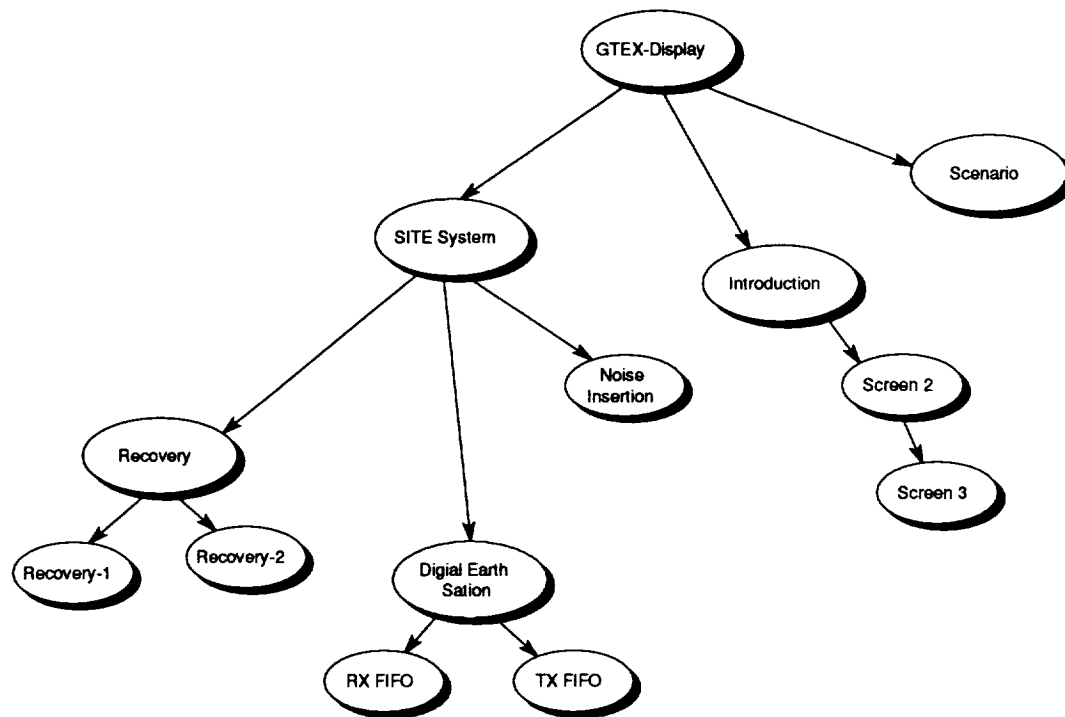 GTEX-Display
Scenario
SITE System
Introduction
Noise
Insertion
Screen 2
Recovery
Screen 3
Recovery-1
Recovery-2
Digial Earth
Sation
RX FIFO
TX FIFO